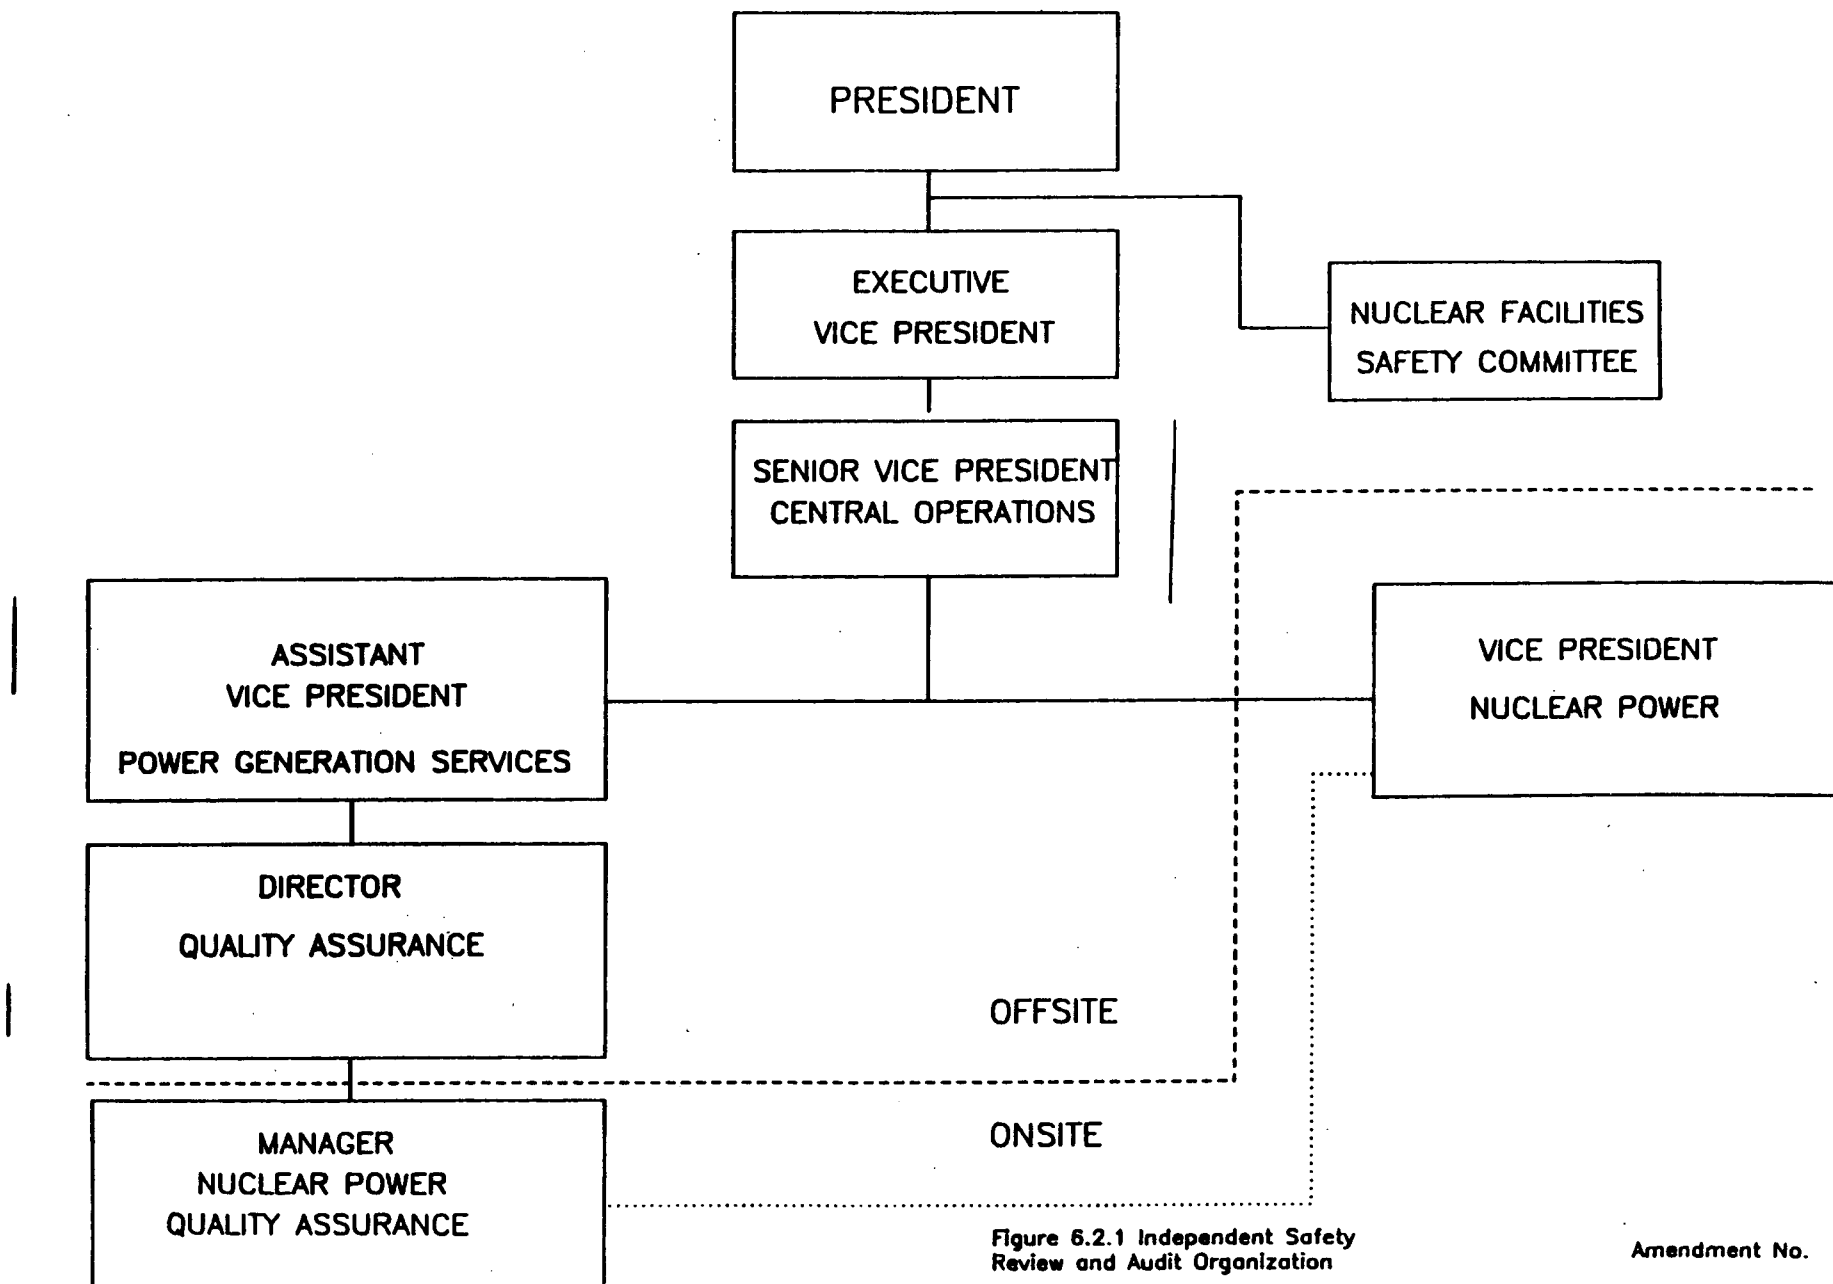 PRESIDENT
EXECUTIVE
VICE PRESIDENT
NUCLEAR FACILITIES
SAFETY COMMITTEE
SENIOR VICE PRESIDENT
CENTRAL OPERATIONS
ASSISTANT
VICE PRESIDENT
POWER GENERATION SERVICES
VICE PRESIDENT
NUCLEAR POWER
DIRECTOR
QUALITY ASSURANCE
OFFSITE
ONSITE
MANAGER
NUCLEAR POWER
QUALITY ASSURANCE
Figure 6.2.1 Independent Safety
Review and Audit Organization
Amendment No.